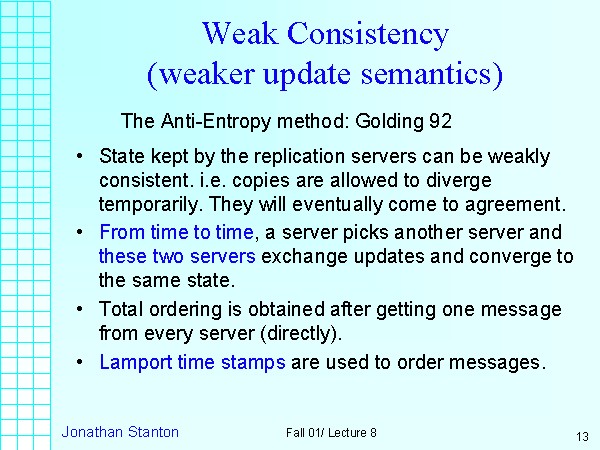 Weak Consistency
(weaker update semantics)
The Anti-Entropy method: Golding 92
• State kept by the replication servers can be weakly
consistent. i.e. copies are allowed to diverge
temporarily. They will eventually come to agreement.
• From time to time, a server picks another server and
these two servers exchange updates and converge to
the same state.
• Total ordering is obtained after getting one message
from every server (directly).
• Lamport time stamps are used to order messages.
Jonathan Stanton Fall 01/ Lecture 8 13